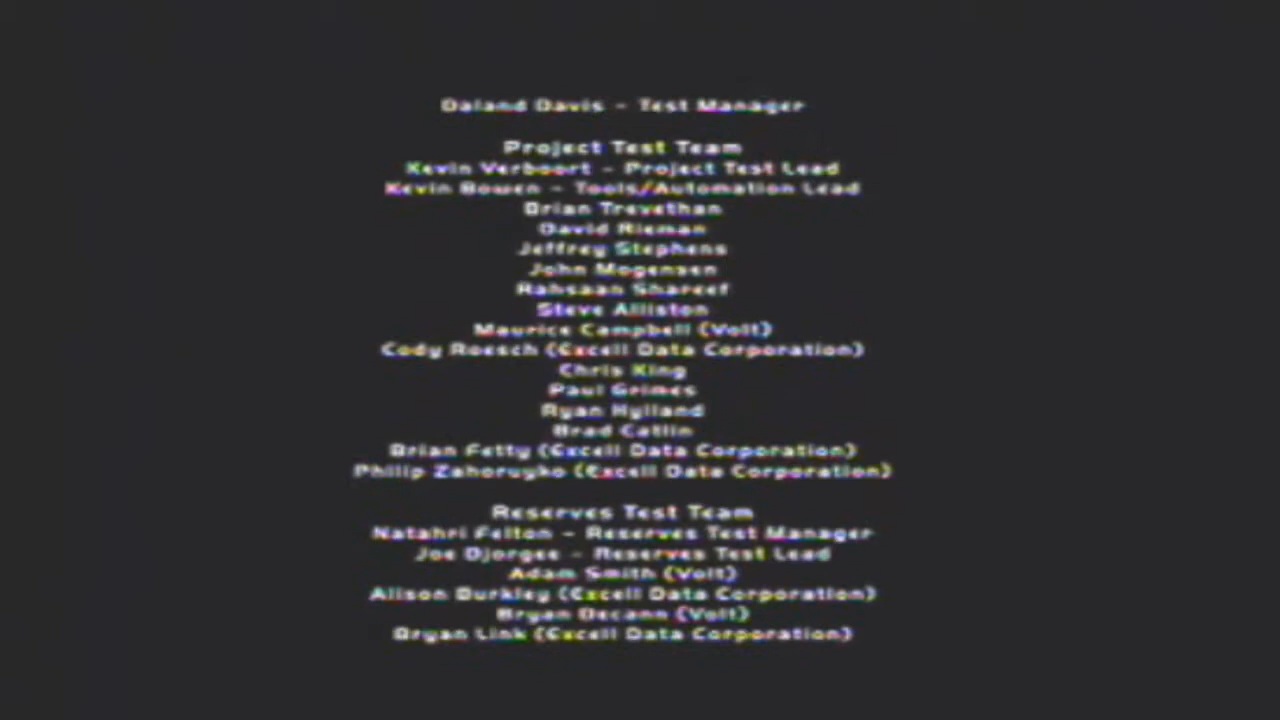 Daland Davis - Test Manager
Project Test Team
Kevin Verboort - Project Test Lead
Kevin Bowen - Tools/Automation Lead
Brian Trevethan
David Rieman
Jeffrey Stephens
John Mogensen
Rahsaan Shareef
Steve Alliston
Maurice Campbell (Volt)
Cody Roesch (Excell Data Corporation)
Chris King
Paul Grimes
Ryan Hylland
Brad Catlin
Brian Fetty (Excell Data Corporation)
Philip Zahoruyko (Excell Data Corporation)
Reserves Test Team
Natahri Felton - Reserves Test Manager
Joe Djorgee - Reserves Test Lead
Adam Smith (Volt)
Alison Burkley (Excell Data Corporation)
Bryan Decann (Volt)
Bryan Link (Excell Data Corporation)